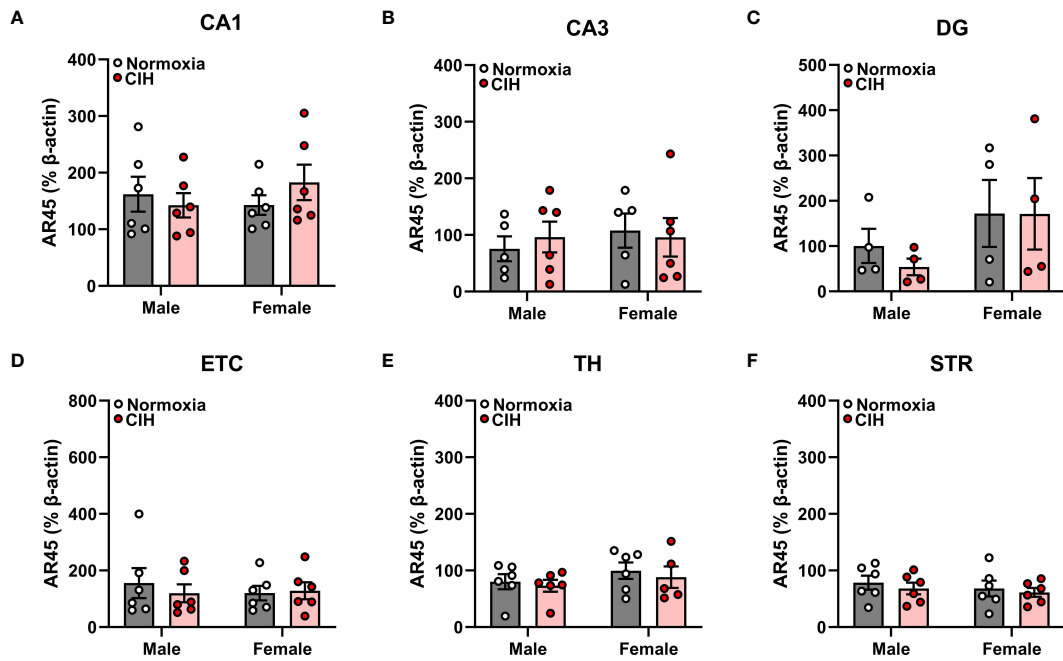 A
CA1
AR45 (% β-actin)
400
300
200
100
0
Normoxia
CIH
Male
Female
B
CA3
AR45 (% β-actin)
400
300
200
100
0
Normoxia
CIH
Male
Female
C
DG
AR45 (% β-actin)
500
400
300
200
100
0
Normoxia
CIH
Male
Female
D
ETC
AR45 (% β-actin)
800
600
400
200
0
Normoxia
CIH
Male
Female
E
TH
AR45 (% β-actin)
400
300
200
100
0
Normoxia
CIH
Male
Female
F
STR
AR45 (% β-actin)
400
300
200
100
0
Normoxia
CIH
Male
Female